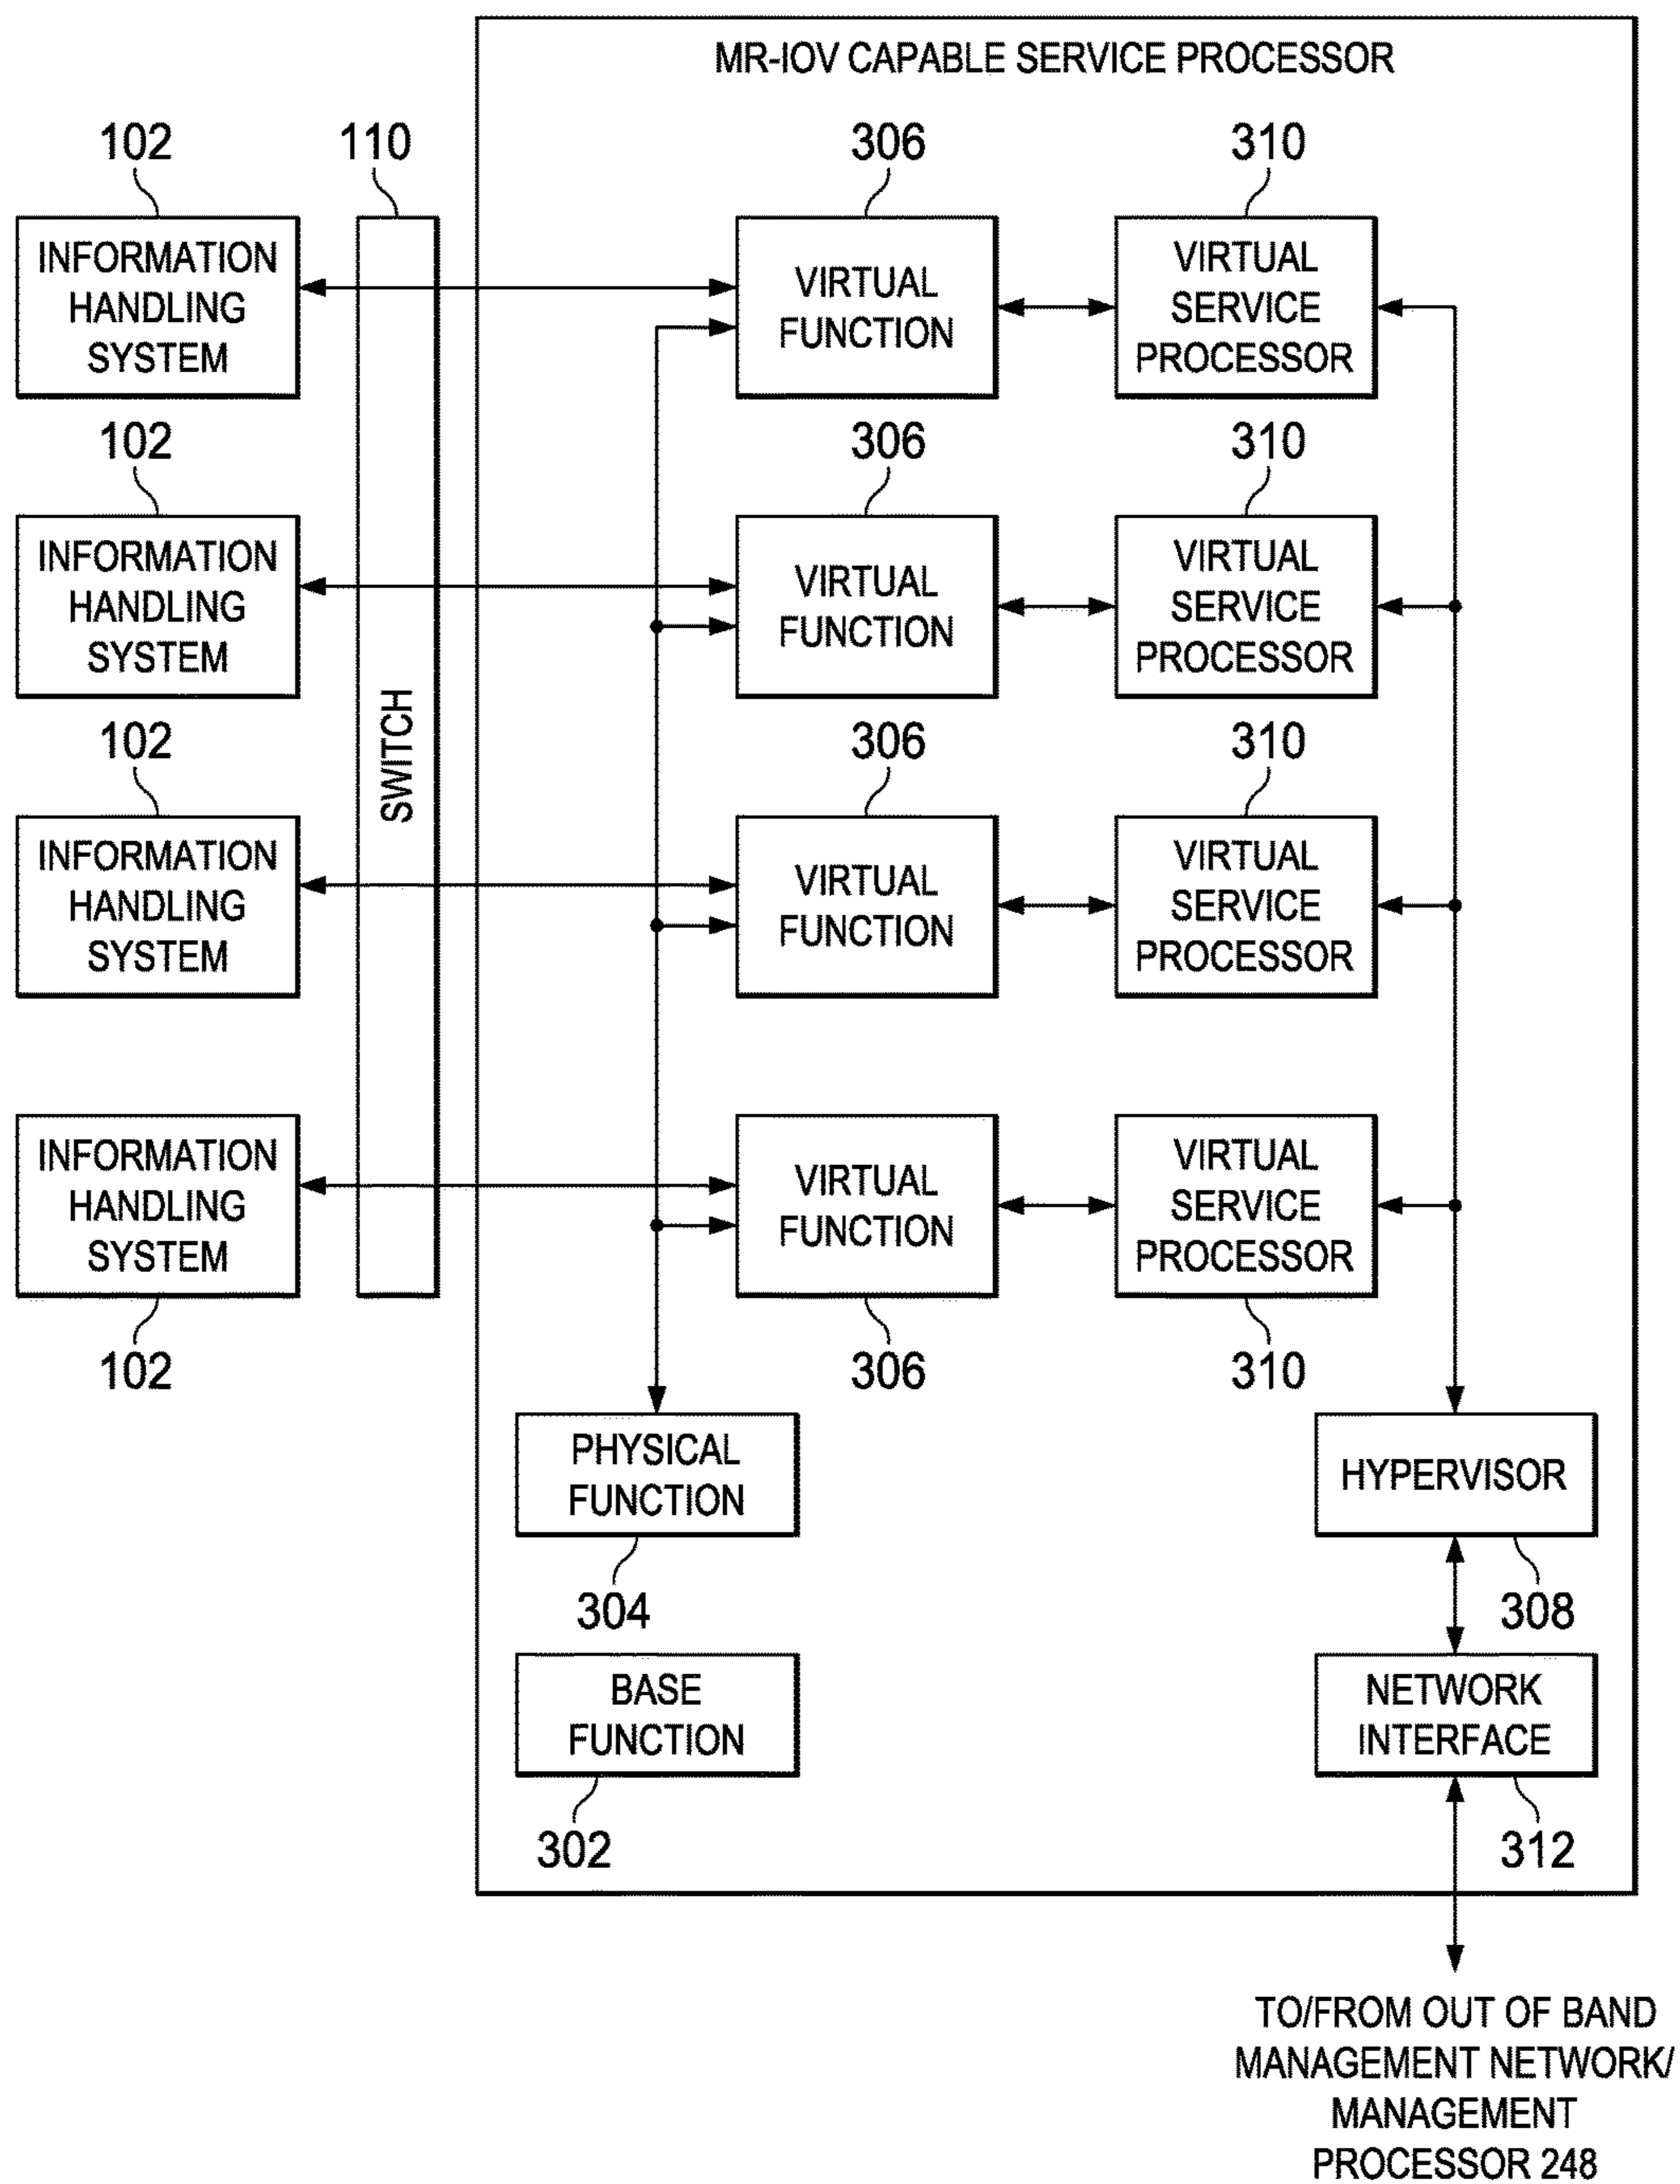 MR-IOV CAPABLE SERVICE PROCESSOR
102
110
306
310
INFORMATION
HANDLING
SYSTEM
VIRTUAL
FUNCTION
VIRTUAL
SERVICE
PROCESSOR
102
306
310
INFORMATION
HANDLING
SYSTEM
VIRTUAL
FUNCTION
VIRTUAL
SERVICE
PROCESSOR
SWITCH
102
306
310
INFORMATION
HANDLING
SYSTEM
VIRTUAL
FUNCTION
VIRTUAL
SERVICE
PROCESSOR
INFORMATION
HANDLING
SYSTEM
VIRTUAL
FUNCTION
VIRTUAL
SERVICE
PROCESSOR
102
306
310
PHYSICAL
FUNCTION
HYPERVISOR
304
308
BASE
FUNCTION
NETWORK
INTERFACE
302
312
TO/FROM OUT OF BAND
MANAGEMENT NETWORK/
MANAGEMENT
PROCESSOR 248